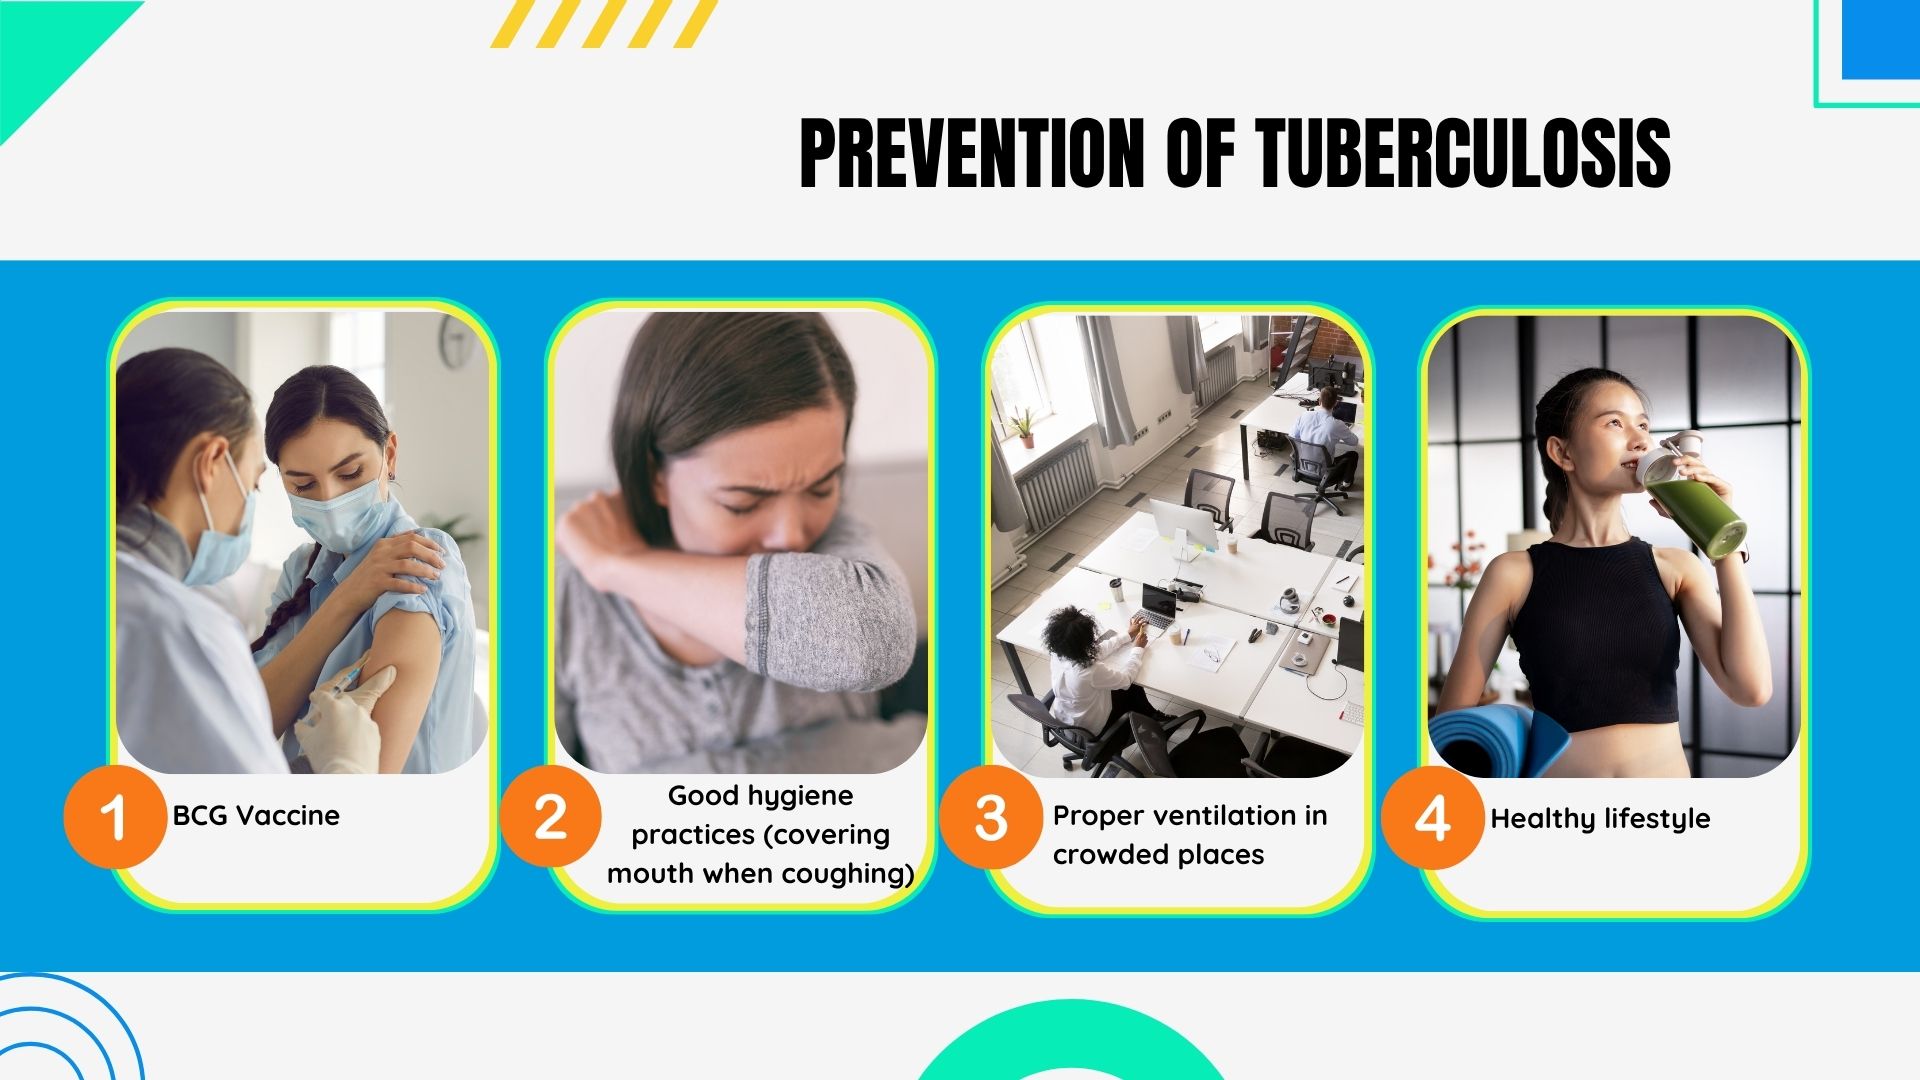 PREVENTION OF TUBERCULOSIS
1
BCG Vaccine
2
Good hygiene
practices (covering
mouth when coughing)
3
Proper ventilation in
crowded places
4
Healthy lifestyle